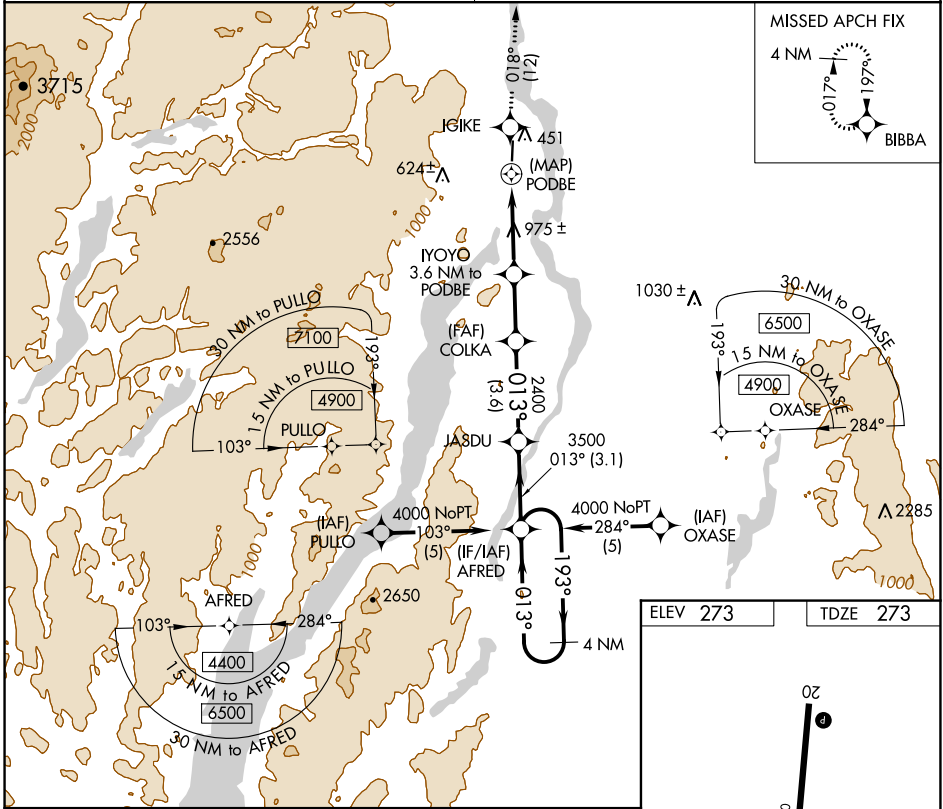 MISSED APCH FIX
4 NM
017°
197°
BIBBA
3715
2000
018°
(12)
IGIKE
451
(MAP)
PODBE
624±
1000
2556
975 ±
IYOYO
3.6 NM to
PODBE
1030 ±
30 NM to PULLO
7100
193°
15 NM to PULLO
4900
PULLO
103°
(FAF)
COLKA
2400
013°
(3.6)
JASDU
3500
013° (3.1)
30 NM to OXASE
6500
193°
15 NM to OXASE
4900
OXASE
284°
2285
1000
(IAF)
PULLO
4000 NoPT
103°
(5)
(IF/IAF)
AFRED
4000 NoPT
284°
(5)
(IAF)
OXASE
193°
013°
4 NM
1000
2650
AFRED
103°
284°
4400
15 NM to AFRED
6500
30 NM to AFRED
ELEV 273
TDZE 273
20
P